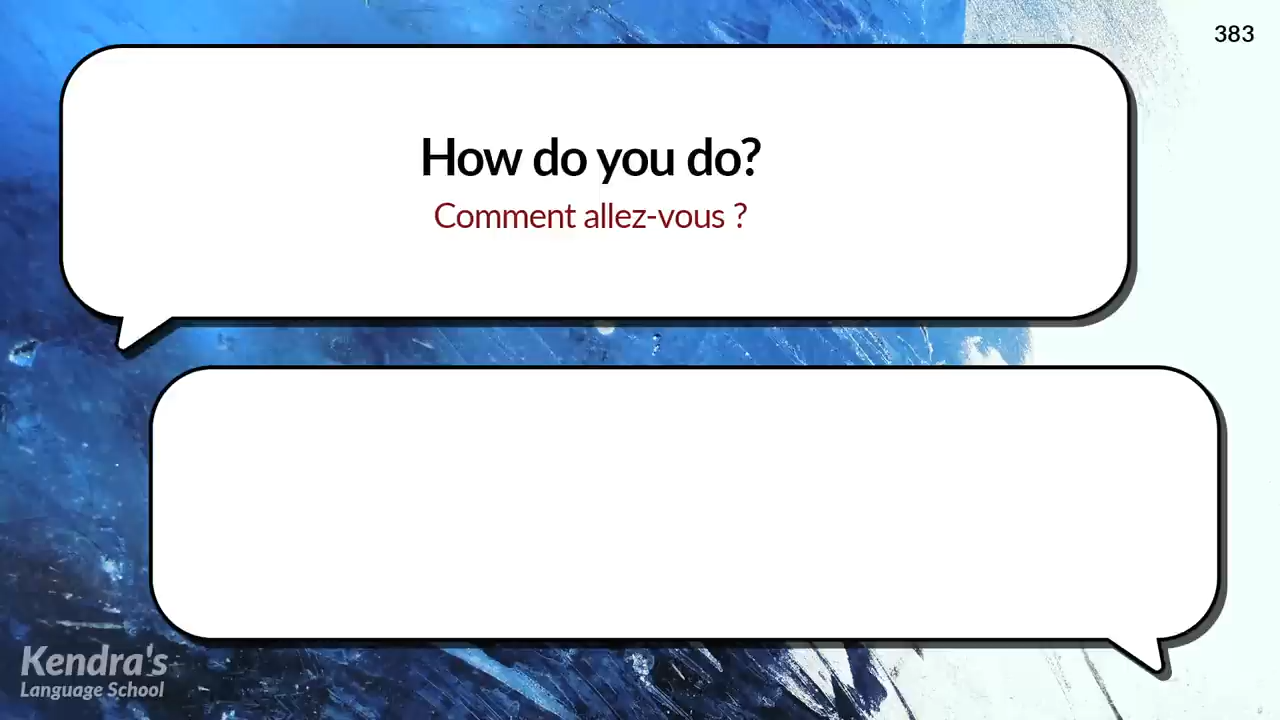 383
How do you do?
Comment allez-vous ?
Kendra's
Language School